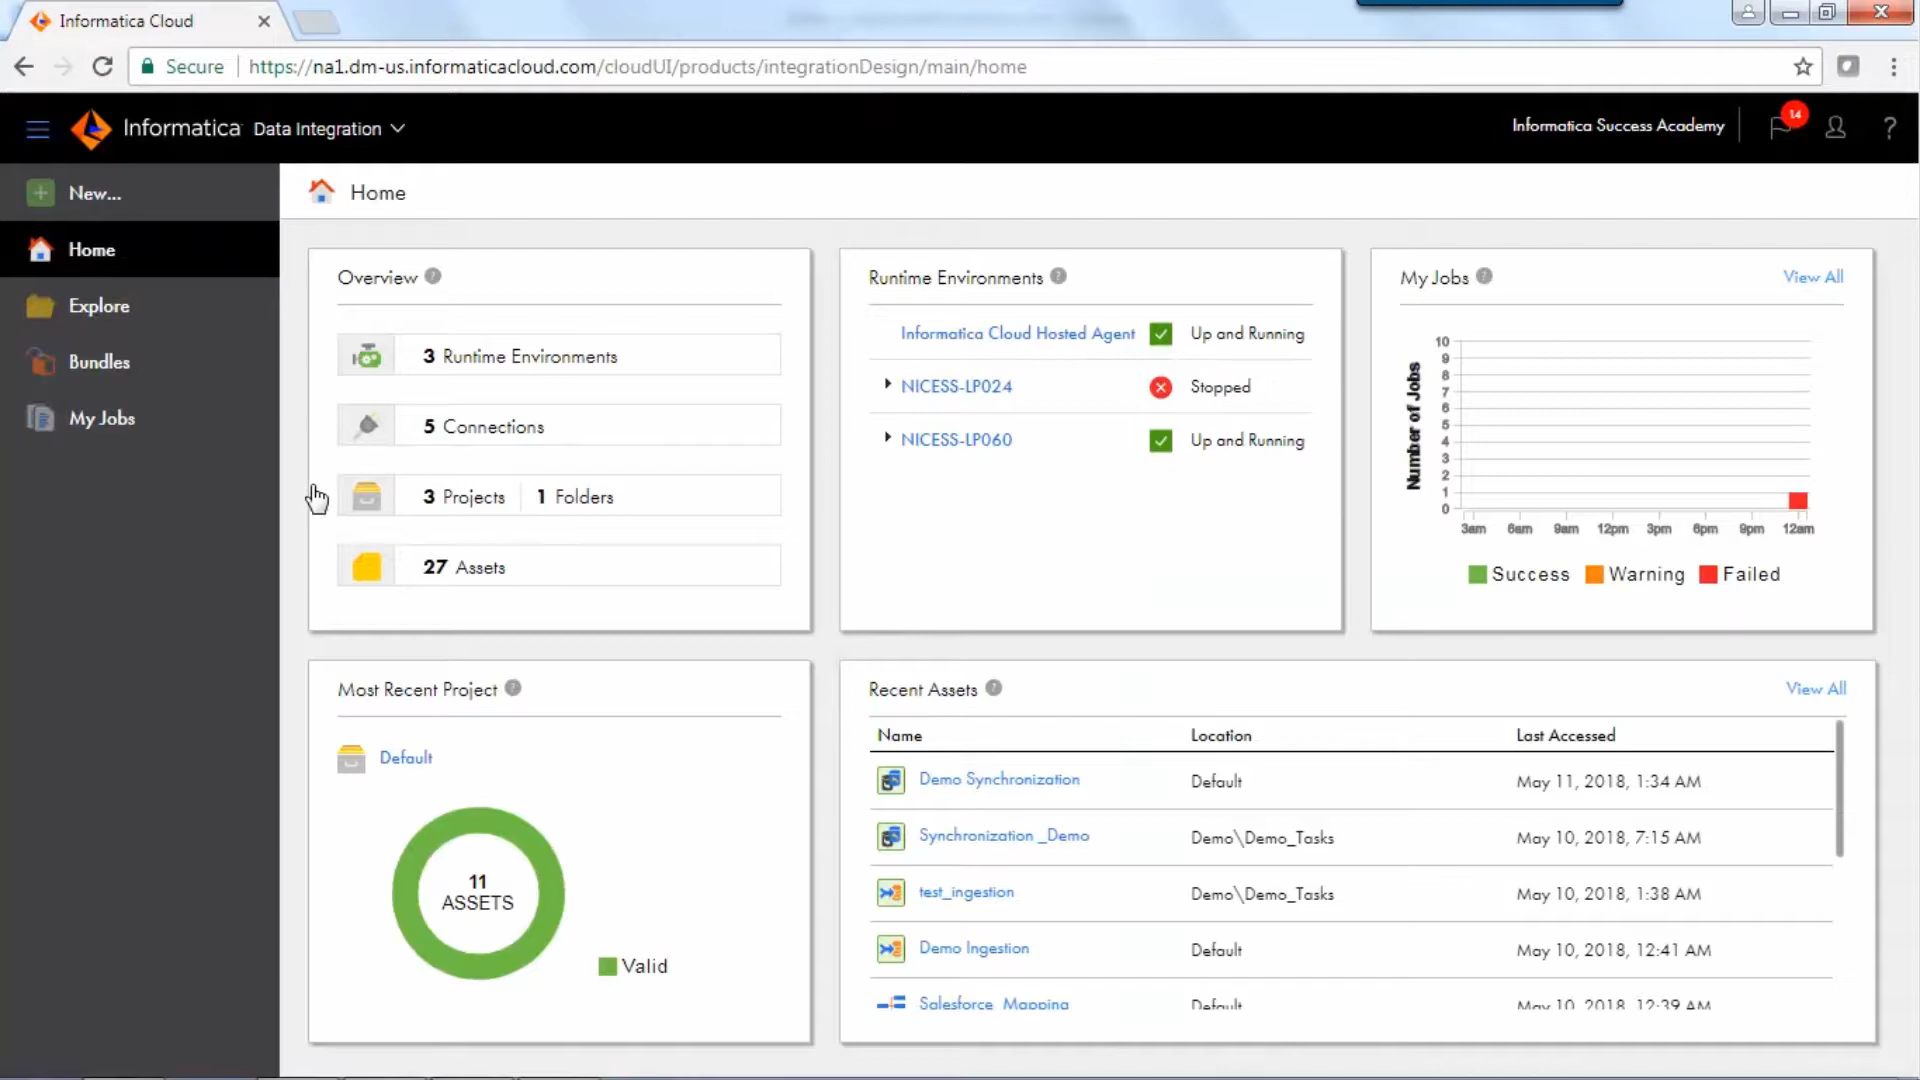 Informatica Cloud
Secure https://na1.dm-us.informaticacloud.com/cloudUI/products/integrationDesign/main/home
Informatica Data Integration
Informatica Success Academy
14
?
New...
Home
Explore
Bundles
My Jobs
Home
Overview ?
3 Runtime Environments
5 Connections
3 Projects 1 Folders
27 Assets
Runtime Environments ?
Informatica Cloud Hosted Agent Up and Running
NICESS-LP024 Stopped
NICESS-LP060 Up and Running
My Jobs ? View All
Number of Jobs
10
9
8
7
6
5
4
3
2
1
0
3am 6am 9am 12pm 3pm 6pm 9pm 12am
Success Warning Failed
Most Recent Project ?
Default
11
ASSETS
Valid
Recent Assets ? View All
Name Location Last Accessed
Demo Synchronization Default May 11, 2018, 1:34 AM
Synchronization _Demo Demo\Demo_Tasks May 10, 2018, 7:15 AM
test_ingestion Demo\Demo_Tasks May 10, 2018, 1:38 AM
Demo Ingestion Default May 10, 2018, 12:41 AM
Salesforce_Mapping Default May 10, 2018, 12:39 AM